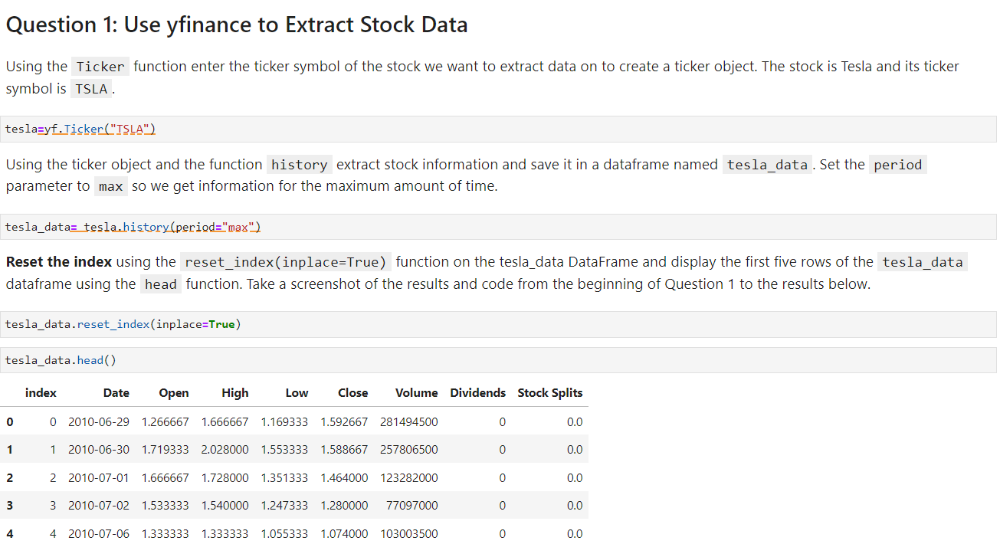 Question 1: Use yfinance to Extract Stock Data
Using the Ticker function enter the ticker symbol of the stock we want to extract data on to create a ticker object. The stock is Tesla and its ticker
symbol is TSLA.
tesla=yf.Ticker("TSLA")
Using the ticker object and the function history extract stock information and save it in a dataframe named tesla_data. Set the period
parameter to max so we get information for the maximum amount of time.
tesla_data= tesla.history(period="max")
Reset the index using the reset_index(inplace=True) function on the tesla_data DataFrame and display the first five rows of the tesla_data
dataframe using the head function. Take a screenshot of the results and code from the beginning of Question 1 to the results below.
tesla_data.reset_index(inplace=True)
tesla_data.head()
index Date Open High Low Close Volume Dividends Stock Splits
0 0 2010-06-29 1.266667 1.666667 1.169333 1.592667 281494500 0 0.0
1 1 2010-06-30 1.719333 2.028000 1.553333 1.588667 257806500 0 0.0
2 2 2010-07-01 1.666667 1.728000 1.351333 1.464000 123282000 0 0.0
3 3 2010-07-02 1.533333 1.540000 1.247333 1.280000 77097000 0 0.0
4 4 2010-07-06 1.333333 1.333333 1.055333 1.074000 103003500 0 0.0